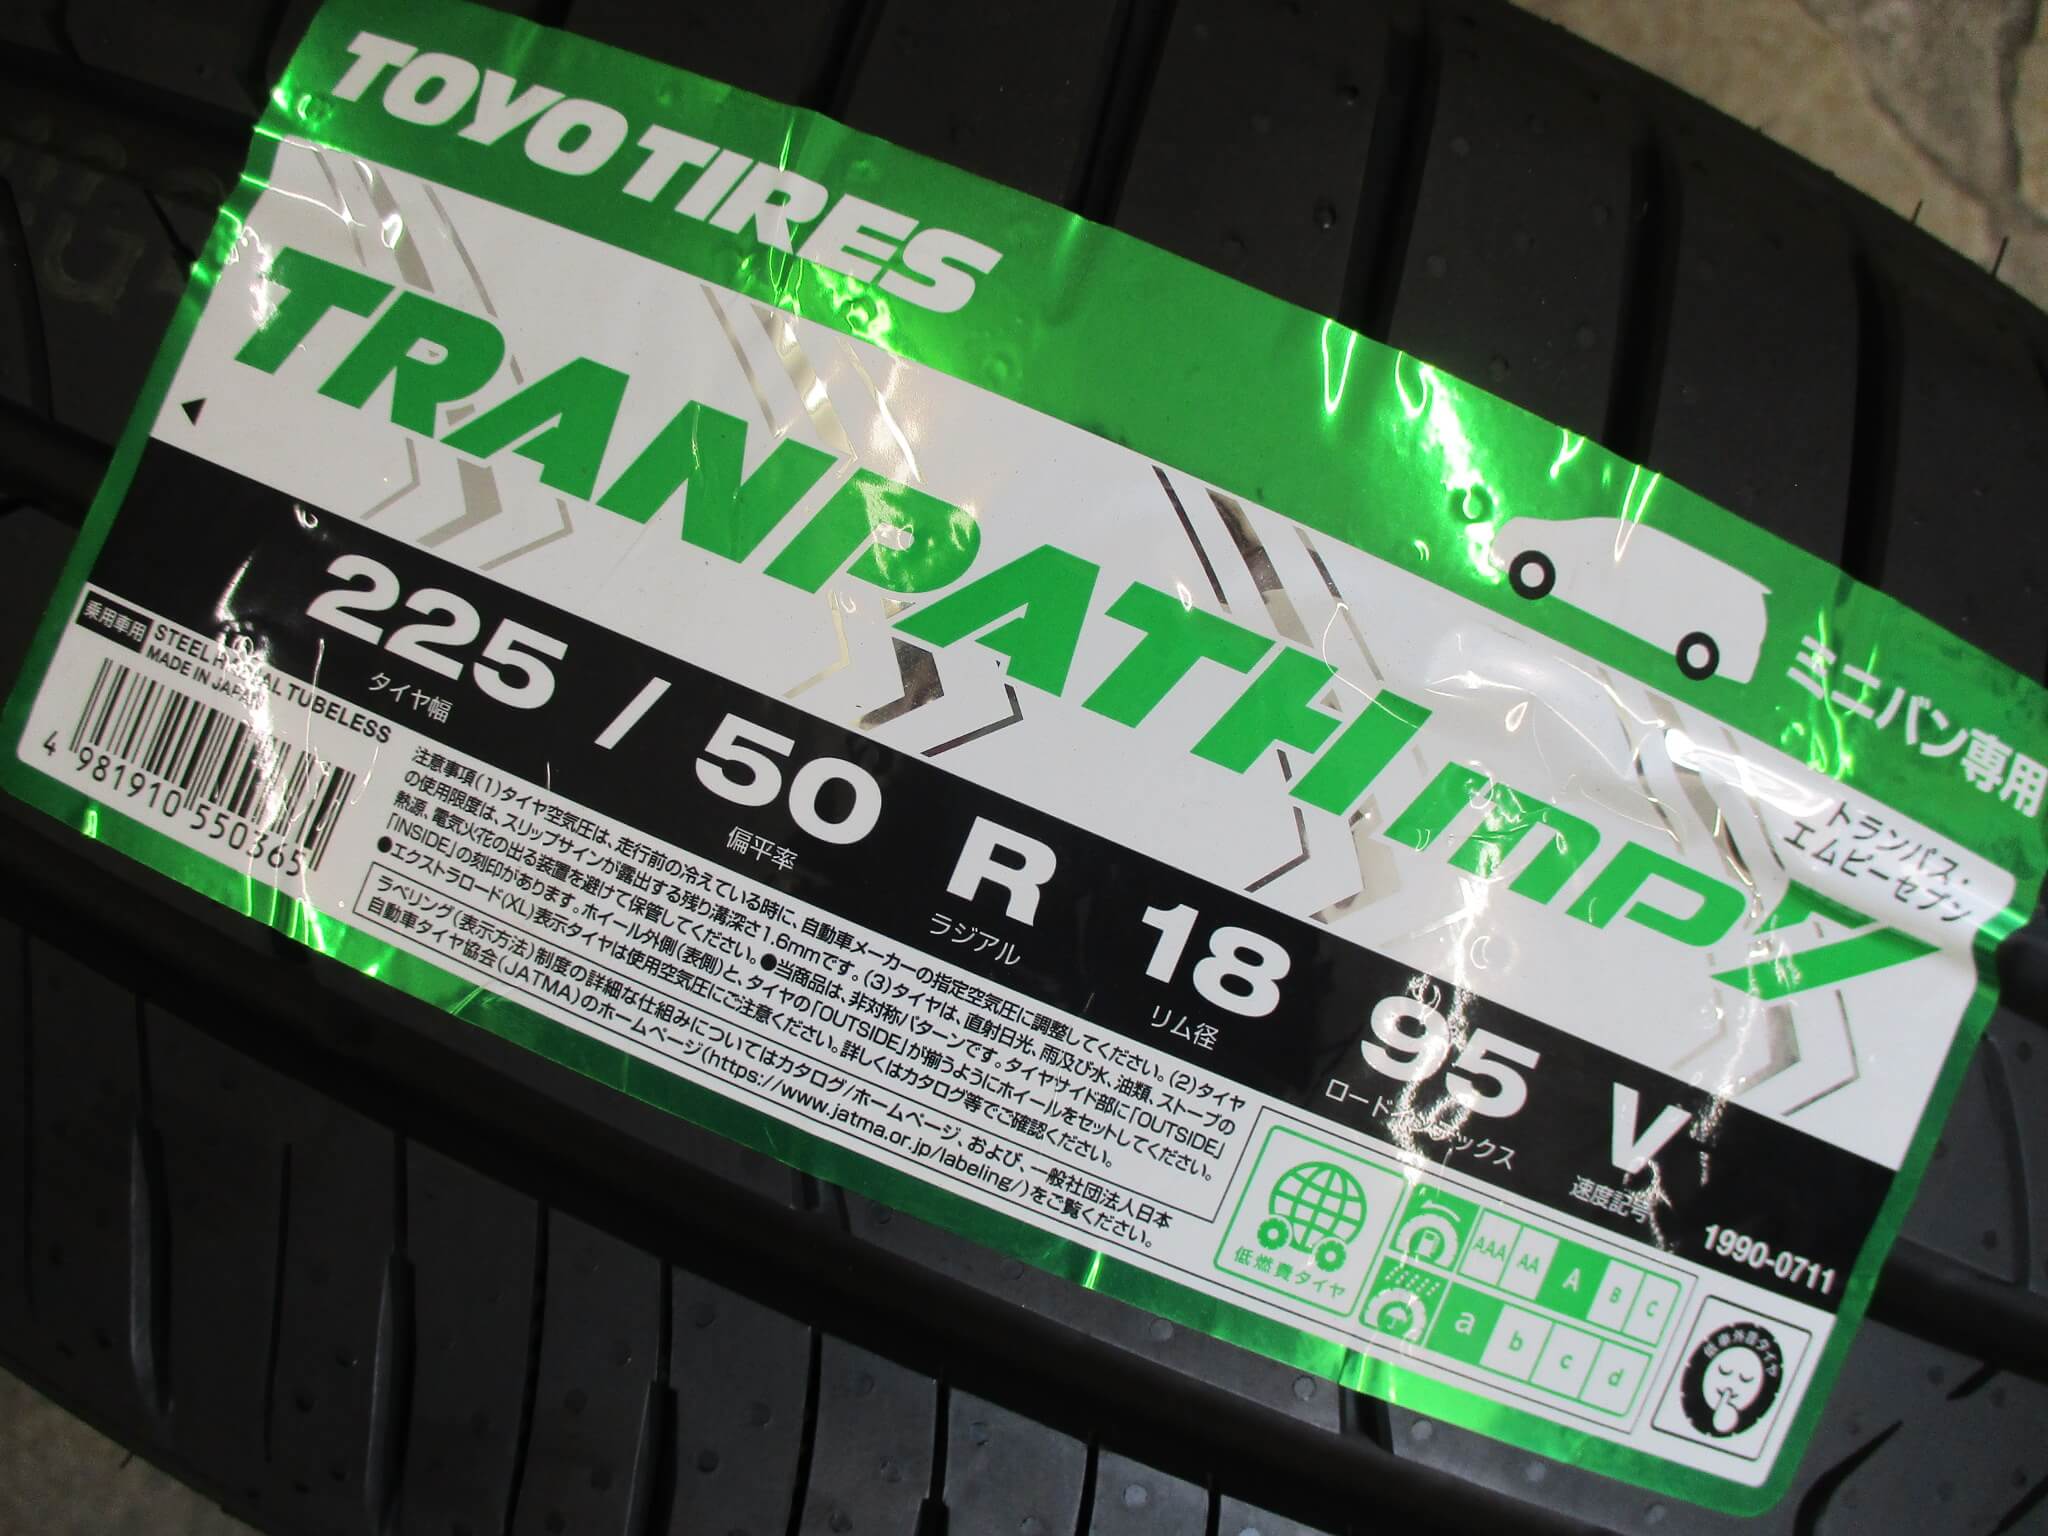 TOYO TIRES
ミニバン専用
TRANPATH mp7
トランパス・
エムピーセブン
225 / 50 R 18 95 V
タイヤ幅 偏平率 ラジアル リム径 ロードインデックス 速度記号
1990-0711
乗用車用 STEEL RADIAL TUBELESS
MADE IN JAPAN
4 981910 550365
注意事項(1)タイヤ空気圧は、走行前の冷えている時に、自動車メーカーの指定空気圧に調整してください。(2)タイヤ
の使用限度は、スリップサインが露出する残り溝深さ1.6mmです。(3)タイヤは、直射日光、雨及び水、油類、ストーブの
熱源、電気火花の出る装置を避けて保管してください。●当商品は、非対称パターンです。タイヤサイド部に「OUTSIDE」
「INSIDE」の刻印があります。ホイール外側(表側)と、タイヤの「OUTSIDE」が揃うようにホイールをセットしてください。
●エクストラロード(XL)表示タイヤは使用空気圧にご注意ください。詳しくはカタログ等でご確認ください。
ラベリング(表示方法)制度の詳細な仕組みについてはカタログ/ホームページ、および、一般社団法人日本
自動車タイヤ協会(JATMA)のホームページ(https://www.jatma.or.jp/labeling/)をご覧ください。
低燃費タイヤ
AAA AA A B C
a b c d
低車外音タイヤ